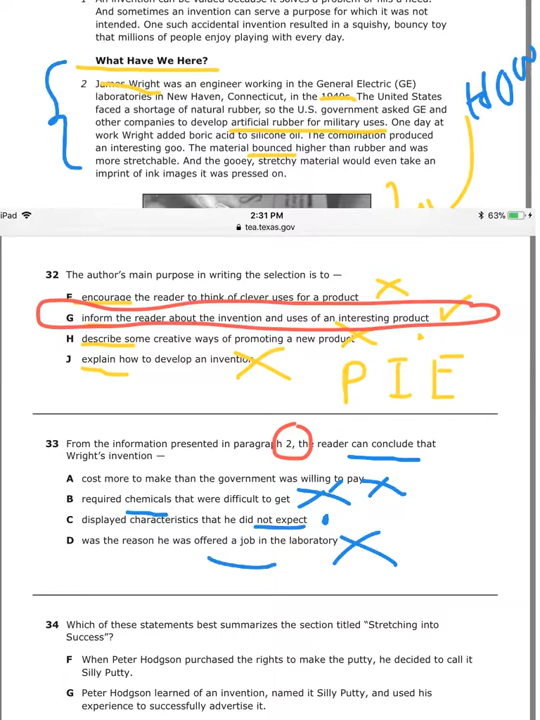 And sometimes an invention can serve a purpose for which it was not
intended. One such accidental invention resulted in a squishy, bouncy toy
that millions of people enjoy playing with every day.
What Have We Here?
2 James Wright was an engineer working in the General Electric (GE)
laboratories in New Haven, Connecticut, in the 1940s. The United States
faced a shortage of natural rubber, so the U.S. government asked GE and
other companies to develop artificial rubber for military uses. One day at
work Wright added boric acid to silicone oil. The combination produced
an interesting goo. The material bounced higher than rubber and was
more stretchable. And the gooey, stretchy material would even take an
imprint of ink images it was pressed on.
HOW
iPad 2:31 PM 63%
tea.texas.gov
32 The author's main purpose in writing the selection is to —
F encourage the reader to think of clever uses for a product
G inform the reader about the invention and uses of an interesting product
H describe some creative ways of promoting a new product
J explain how to develop an invention
P I E
33 From the information presented in paragraph 2, the reader can conclude that
Wright's invention —
A cost more to make than the government was willing to pay
B required chemicals that were difficult to get
C displayed characteristics that he did not expect
D was the reason he was offered a job in the laboratory
34 Which of these statements best summarizes the section titled "Stretching into
Success"?
F When Peter Hodgson purchased the rights to make the putty, he decided to call it
Silly Putty.
G Peter Hodgson learned of an invention, named it Silly Putty, and used his
experience to successfully advertise it.